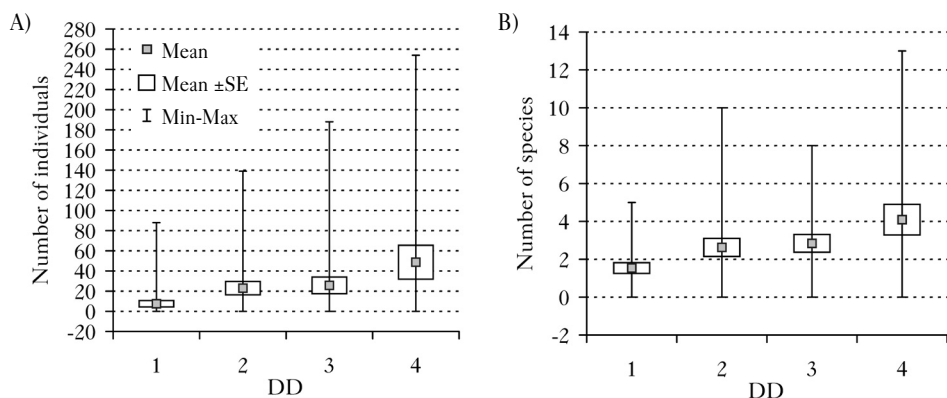 A)
Number of individuals
280
260
240
220
200
180
160
140
120
100
80
60
40
20
0
-20
Mean
Mean ±SE
Min-Max
1 2 3 4
DD
B)
Number of species
14
12
10
8
6
4
2
0
-2
1 2 3 4
DD